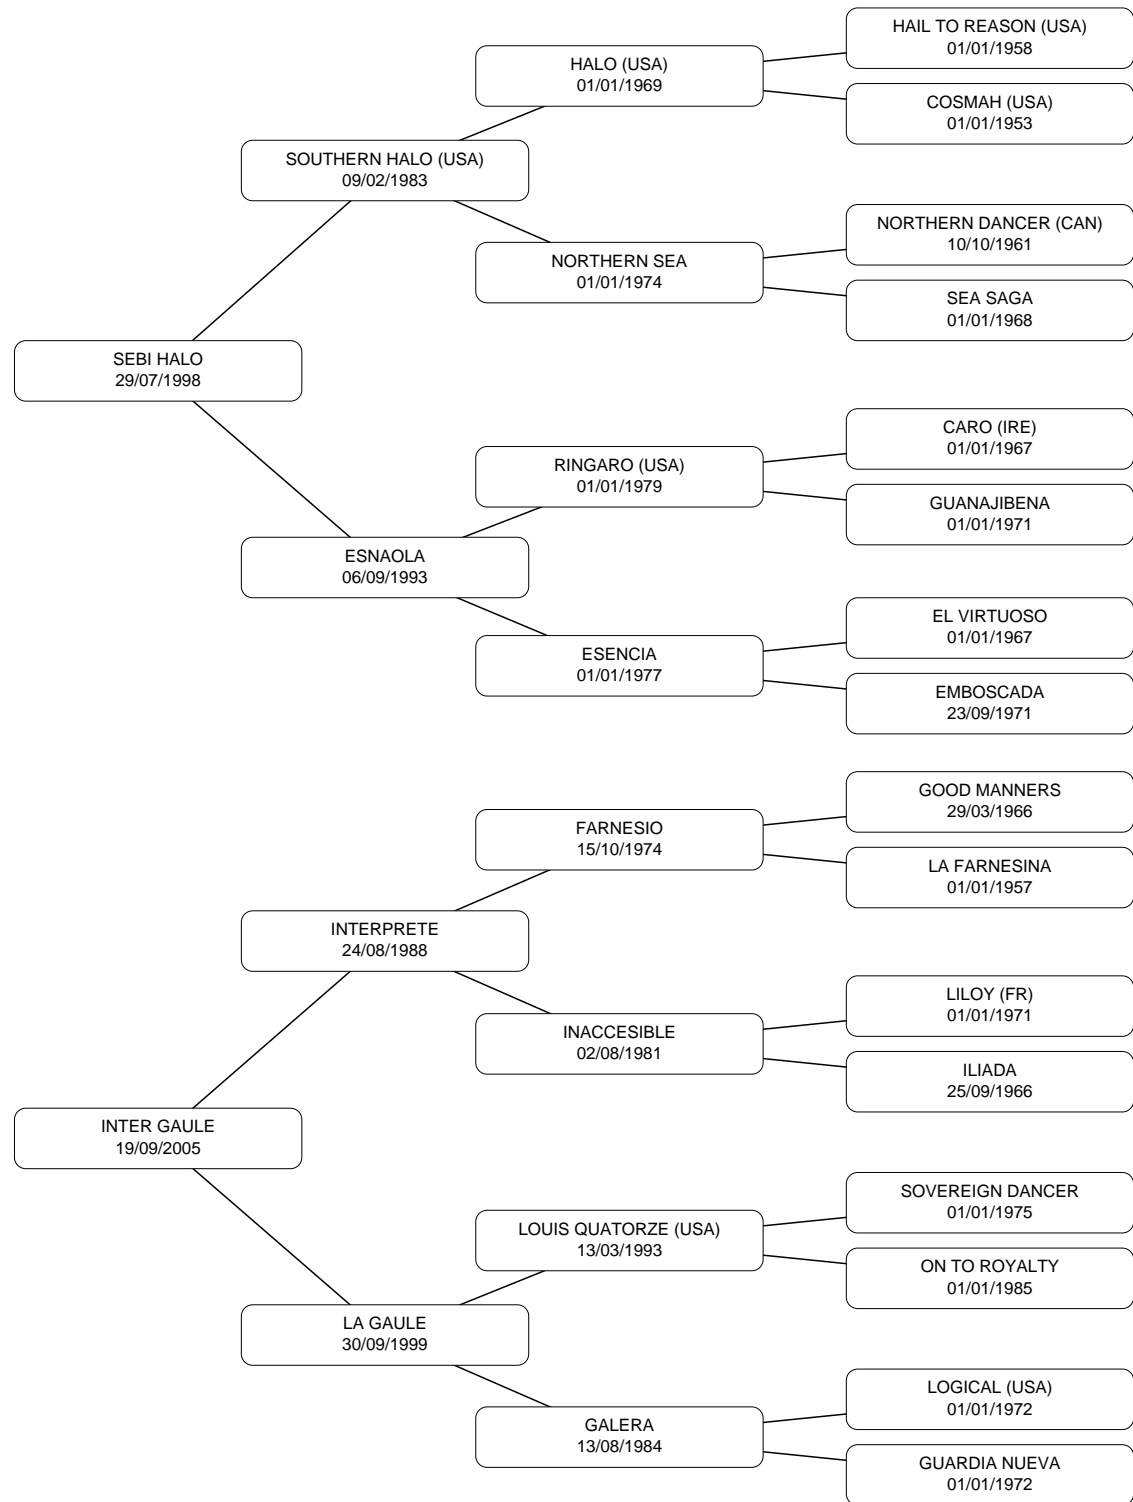 HAIL TO REASON (USA)
01/01/1958
HALO (USA)
01/01/1969
COSMAH (USA)
01/01/1953
SOUTHERN HALO (USA)
09/02/1983
NORTHERN DANCER (CAN)
10/10/1961
NORTHERN SEA
01/01/1974
SEA SAGA
01/01/1968
SEBI HALO
29/07/1998
CARO (IRE)
01/01/1967
RINGARO (USA)
01/01/1979
GUANAJIBENA
01/01/1971
ESNAOLA
06/09/1993
EL VIRTUOSO
01/01/1967
ESENCIA
01/01/1977
EMBOSCADA
23/09/1971
GOOD MANNERS
29/03/1966
FARNESIO
15/10/1974
LA FARNESINA
01/01/1957
INTERPRETE
24/08/1988
LILOY (FR)
01/01/1971
INACCESIBLE
02/08/1981
ILIADA
25/09/1966
INTER GAULE
19/09/2005
SOVEREIGN DANCER
01/01/1975
LOUIS QUATORZE (USA)
13/03/1993
ON TO ROYALTY
01/01/1985
LA GAULE
30/09/1999
LOGICAL (USA)
01/01/1972
GALERA
13/08/1984
GUARDIA NUEVA
01/01/1972